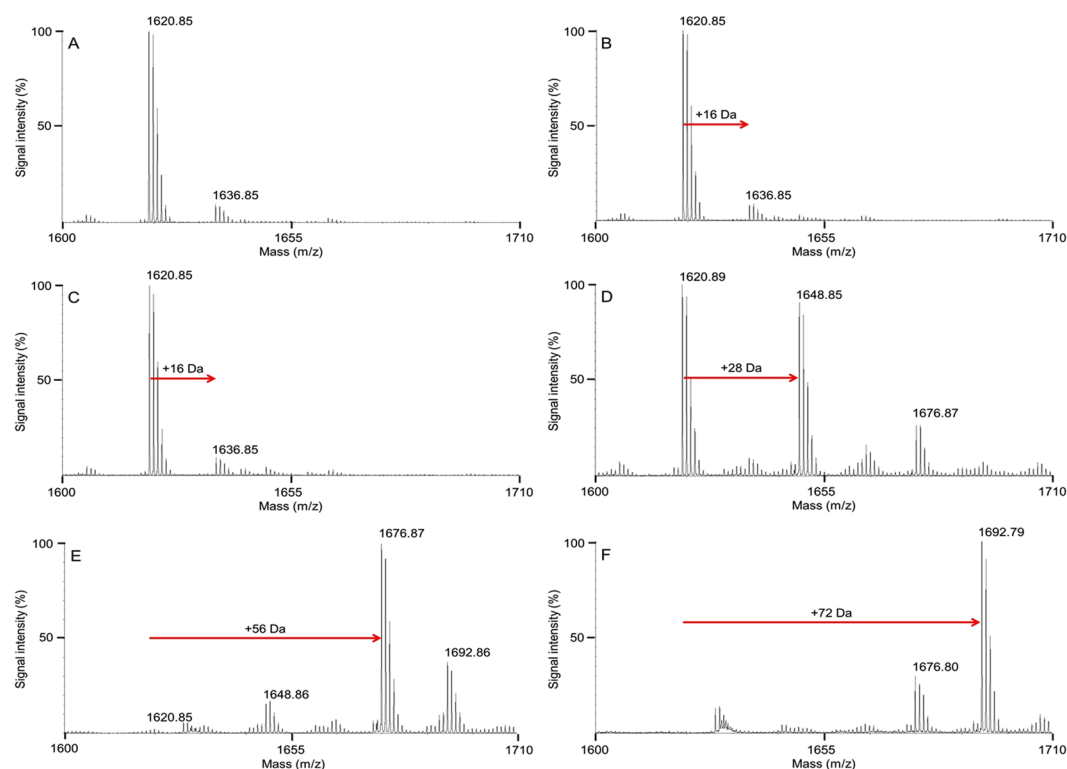 A
Signal intensity (%)
100
50
1620.85
1636.85
1600
1655
1710
Mass (m/z)
B
Signal intensity (%)
100
50
1620.85
+16 Da
1636.85
1600
1655
1710
Mass (m/z)
C
Signal intensity (%)
100
50
1620.85
+16 Da
1636.85
1600
1655
1710
Mass (m/z)
D
Signal intensity (%)
100
50
1620.89
1648.85
+28 Da
1676.87
1600
1655
1710
Mass (m/z)
E
Signal intensity (%)
100
50
1676.87
+56 Da
1692.86
1648.86
1620.85
1600
1655
1710
Mass (m/z)
F
Signal intensity (%)
100
50
1692.79
+72 Da
1676.80
1600
1655
1710
Mass (m/z)